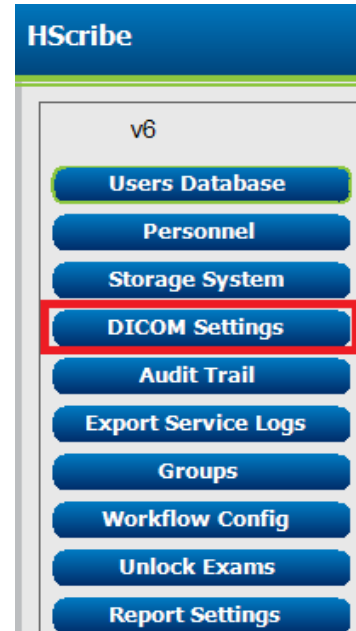 HScribe
v6
Users Database
Personnel
Storage System
DICOM Settings
Audit Trail
Export Service Logs
Groups
Workflow Config
Unlock Exams
Report Settings